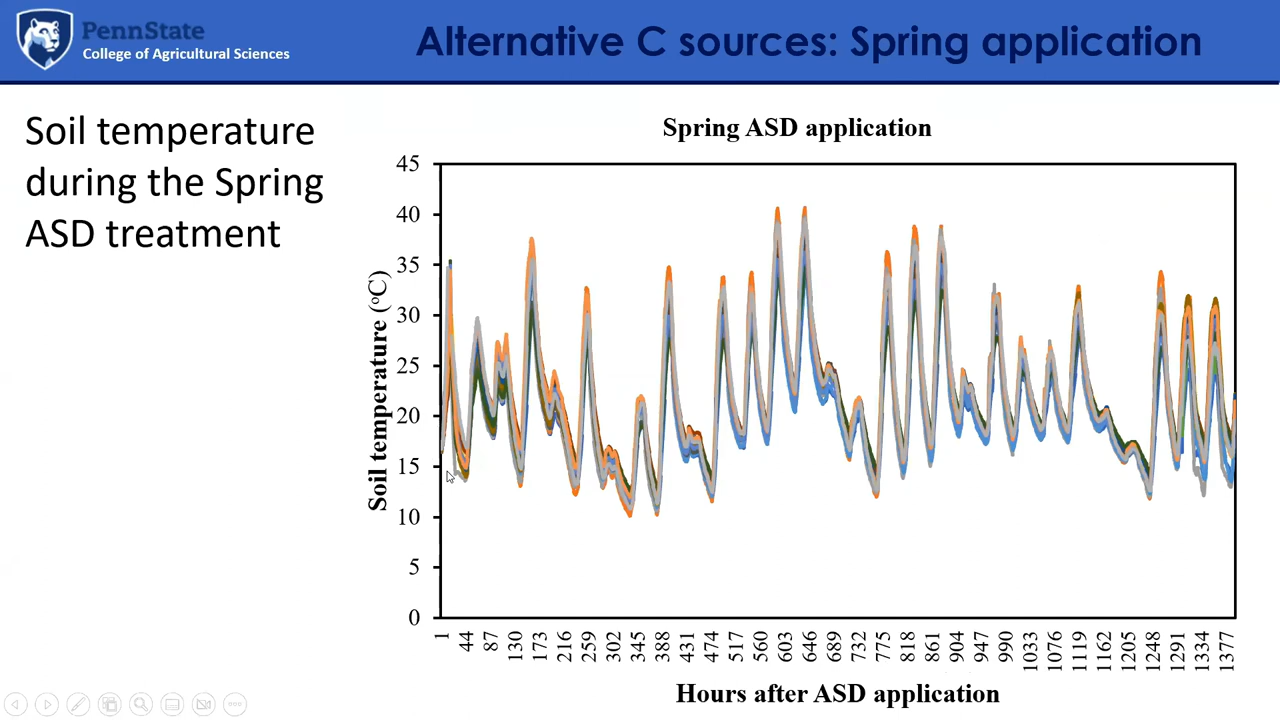 PennState
College of Agricultural Sciences
Alternative C sources: Spring application
Soil temperature
during the Spring
ASD treatment
Spring ASD application
Soil temperature (°C)
45
40
35
30
25
20
15
10
5
0
1 44 87 130 173 216 259 302 345 388 431 474 517 560 603 646 689 732 775 818 861 904 947 990 1033 1076 1119 1162 1205 1248 1291 1334 1377
Hours after ASD application